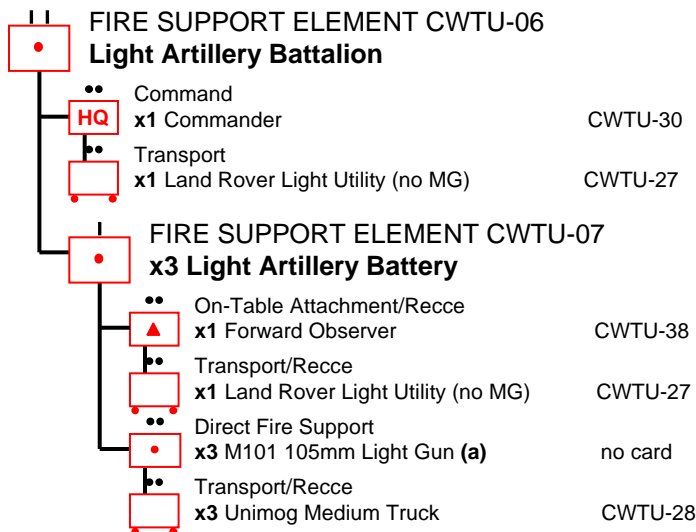 FIRE SUPPORT ELEMENT CWTU-06
Light Artillery Battalion
Command
HQ x1 Commander CWTU-30
Transport
x1 Land Rover Light Utility (no MG) CWTU-27
FIRE SUPPORT ELEMENT CWTU-07
x3 Light Artillery Battery
On-Table Attachment/Recce
x1 Forward Observer CWTU-38
Transport/Recce
x1 Land Rover Light Utility (no MG) CWTU-27
Direct Fire Support
x3 M101 105mm Light Gun (a) no card
Transport/Recce
x3 Unimog Medium Truck CWTU-28